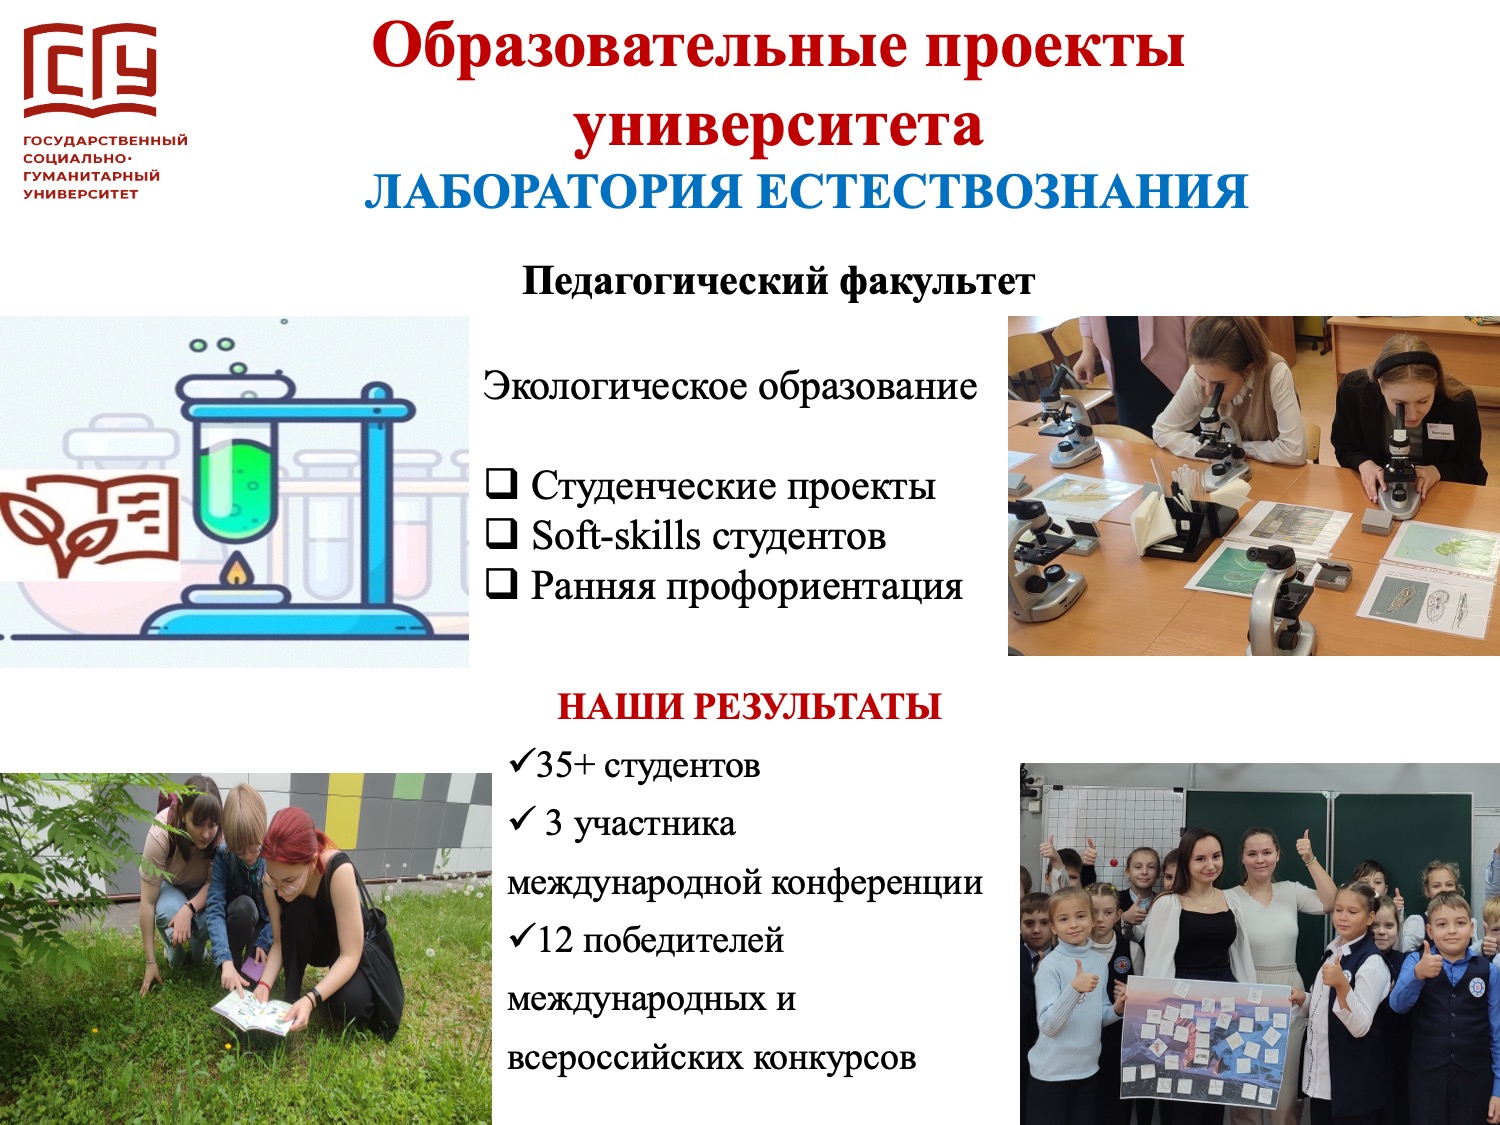 ГСГУ
ГОСУДАРСТВЕННЫЙ
СОЦИАЛЬНО-
ГУМАНИТАРНЫЙ
УНИВЕРСИТЕТ
Образовательные проекты
университета
ЛАБОРАТОРИЯ ЕСТЕСТВОЗНАНИЯ
Педагогический факультет
Экологическое образование
❑ Студенческие проекты
❑ Soft-skills студентов
❑ Ранняя профориентация
НАШИ РЕЗУЛЬТАТЫ
✓35+ студентов
✓ 3 участника
международной конференции
✓12 победителей
международных и
всероссийских конкурсов